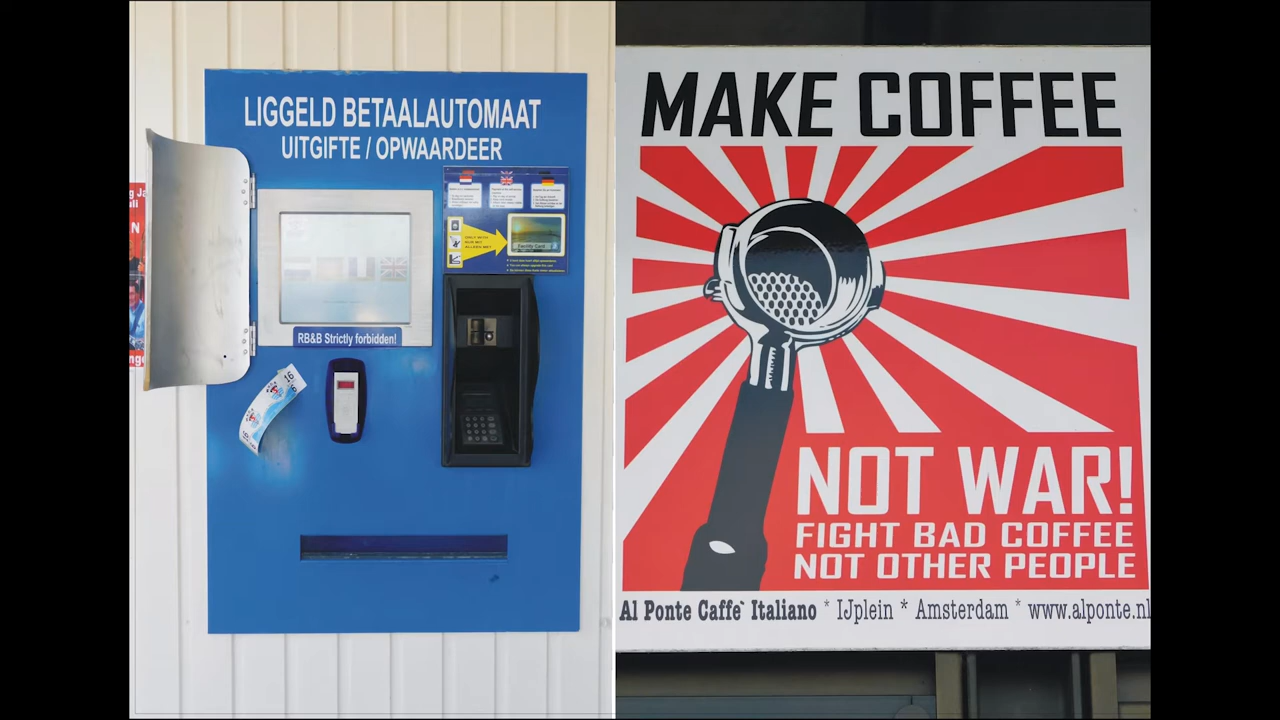 LIGGELD BETAALAUTOMAAT
UITGIFTE / OPWAARDEER
RB&B Strictly forbidden!
MAKE COFFEE
NOT WAR!
FIGHT BAD COFFEE
NOT OTHER PEOPLE
Al Ponte Caffe` Italiano * IJplein * Amsterdam * www.alponte.nl